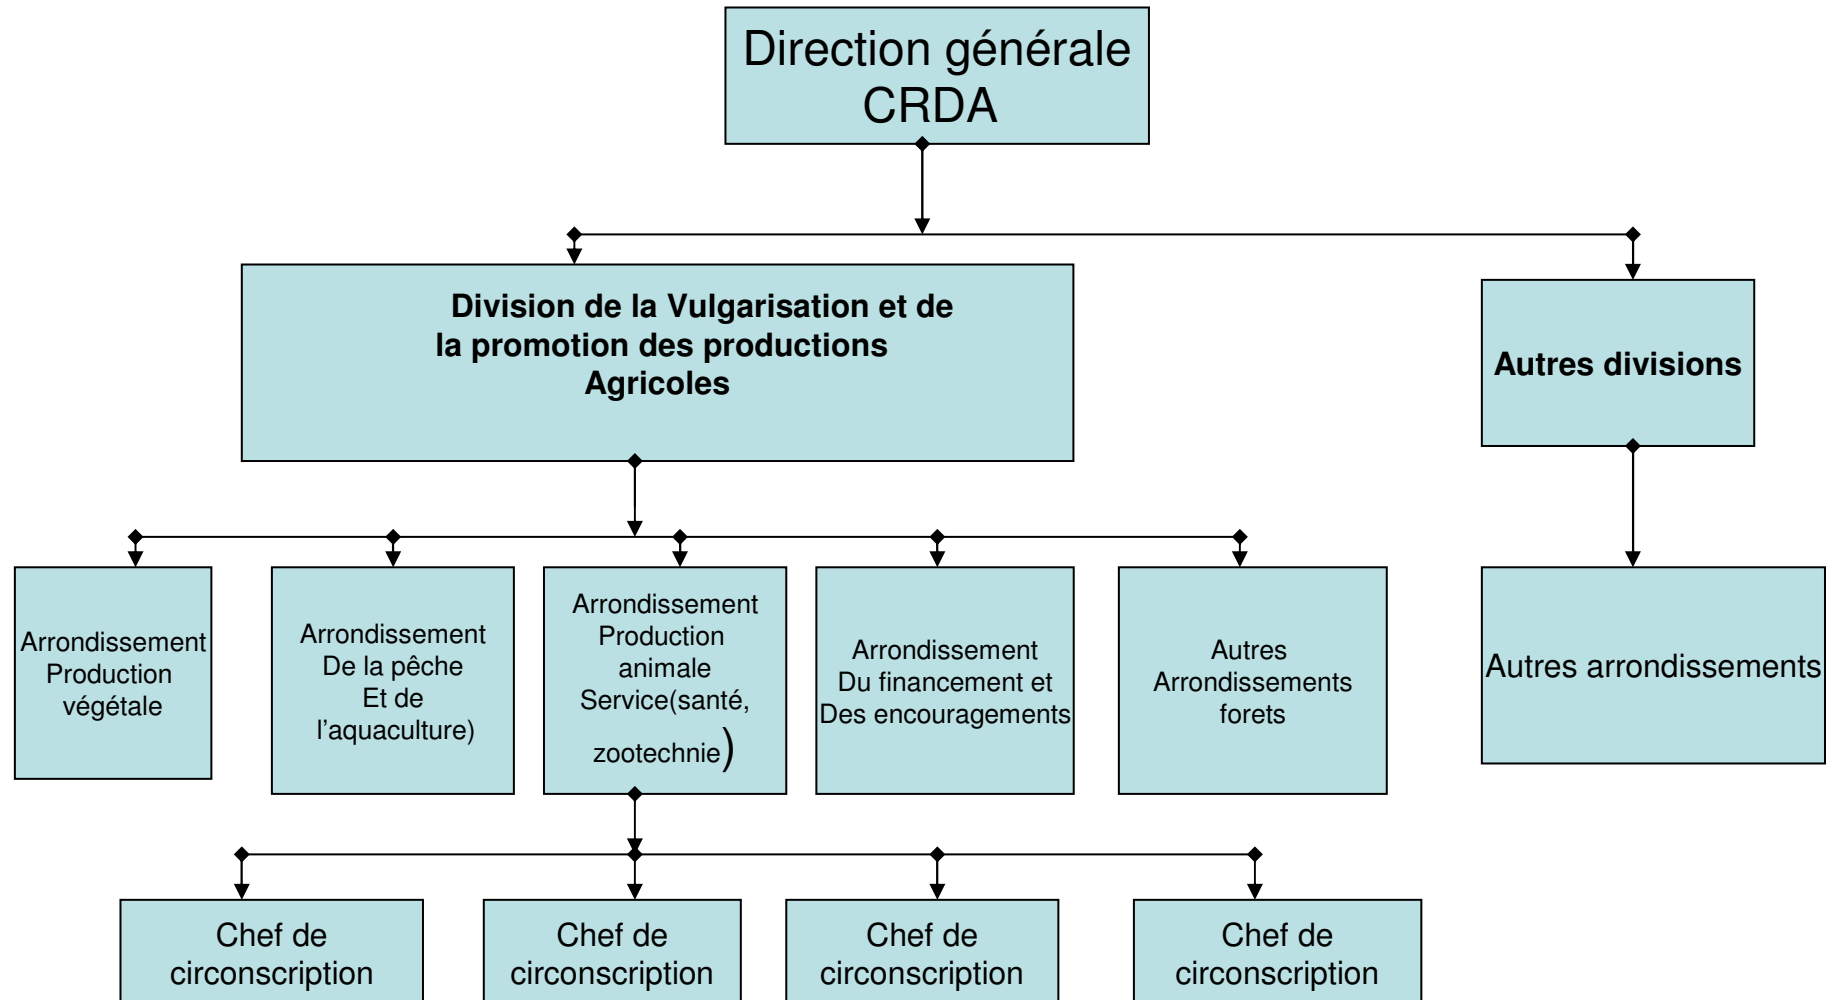 Direction générale
CRDA
Division de la Vulgarisation et de
la promotion des productions
Agricoles
Autres divisions
Arrondissement
Production
végétale
Arrondissement
De la pêche
Et de
l’aquaculture)
Arrondissement
Production
animale
Service(santé,
zootechnie)
Arrondissement
Du financement et
Des encouragements
Autres
Arrondissements
forets
Autres arrondissements
Chef de
circonscription
Chef de
circonscription
Chef de
circonscription
Chef de
circonscription